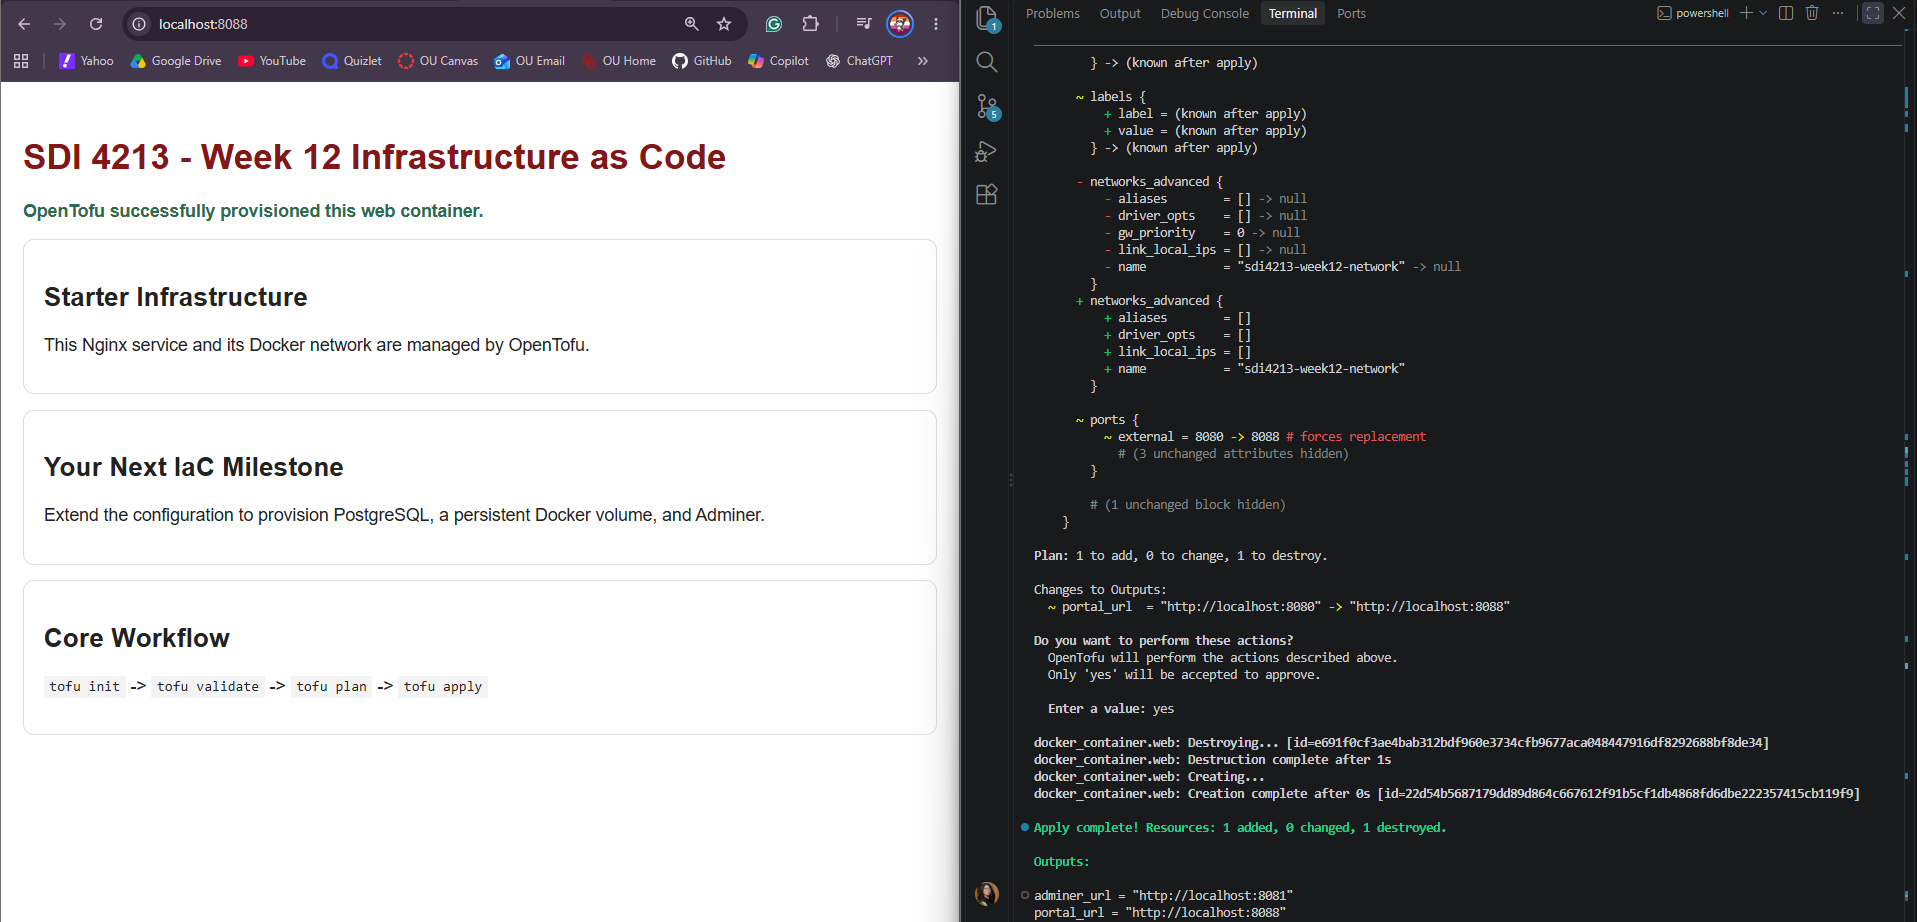 localhost:8088
Yahoo Google Drive YouTube Quizlet OU Canvas OU Email OU Home GitHub Copilot ChatGPT »
SDI 4213 - Week 12 Infrastructure as Code
OpenTofu successfully provisioned this web container.
Starter Infrastructure
This Nginx service and its Docker network are managed by OpenTofu.
Your Next IaC Milestone
Extend the configuration to provision PostgreSQL, a persistent Docker volume, and Adminer.
Core Workflow
tofu init -> tofu validate -> tofu plan -> tofu apply
1
5
Problems Output Debug Console Terminal Ports
powershell
} -> (known after apply)
~ labels {
+ label = (known after apply)
+ value = (known after apply)
} -> (known after apply)
- networks_advanced {
- aliases = [] -> null
- driver_opts = [] -> null
- gw_priority = 0 -> null
- link_local_ips = [] -> null
- name = "sdi4213-week12-network" -> null
}
+ networks_advanced {
+ aliases = []
+ driver_opts = []
+ link_local_ips = []
+ name = "sdi4213-week12-network"
}
~ ports {
~ external = 8080 -> 8088 # forces replacement
# (3 unchanged attributes hidden)
}
# (1 unchanged block hidden)
}
Plan: 1 to add, 0 to change, 1 to destroy.
Changes to Outputs:
~ portal_url = "http://localhost:8080" -> "http://localhost:8088"
Do you want to perform these actions?
OpenTofu will perform the actions described above.
Only 'yes' will be accepted to approve.
Enter a value: yes
docker_container.web: Destroying... [id=e691f0cf3ae4bab312bdf960e3734cfb9677aca048447916df8292688bf8de34]
docker_container.web: Destruction complete after 1s
docker_container.web: Creating...
docker_container.web: Creation complete after 0s [id=22d54b5687179dd89d864c667612f91b5cf1db4868fd6dbe222357415cb119f9]
Apply complete! Resources: 1 added, 0 changed, 1 destroyed.
Outputs:
adminer_url = "http://localhost:8081"
portal_url = "http://localhost:8088"